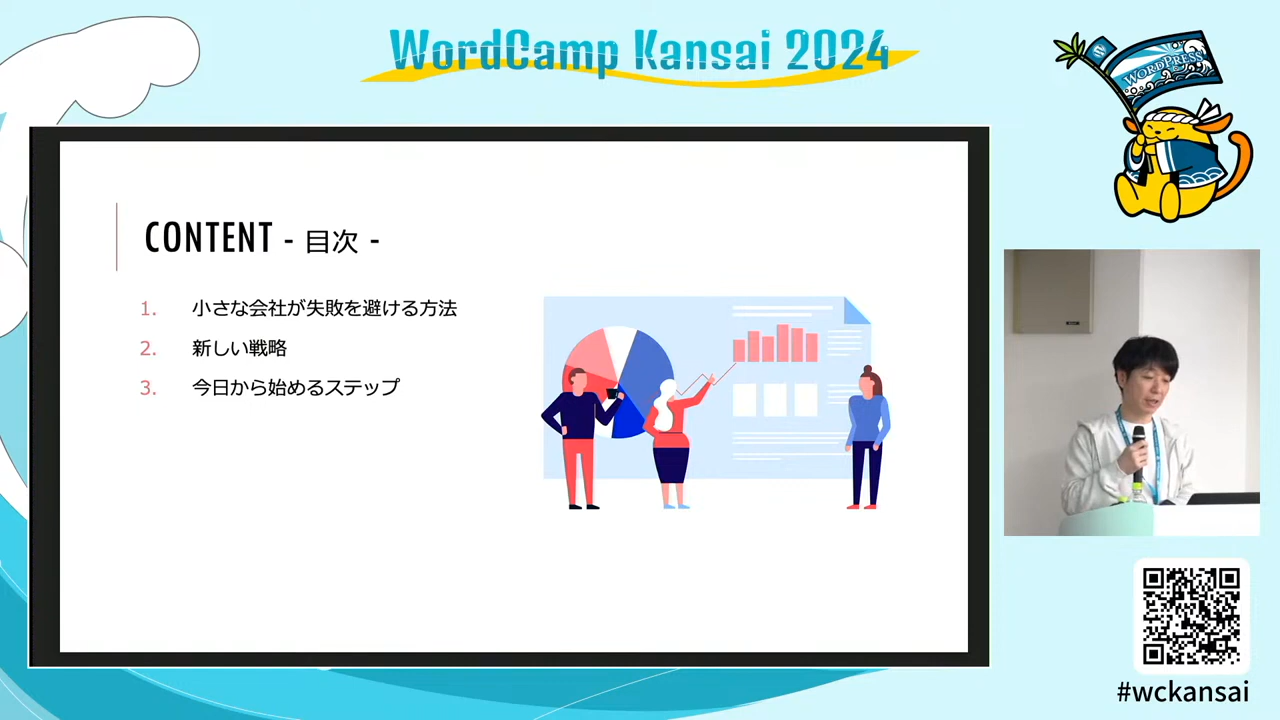 WordCamp Kansai 2024
WORDPRESS
CONTENT - 目次 -
1. 小さな会社が失敗を避ける方法
2. 新しい戦略
3. 今日から始めるステップ
#wckansai